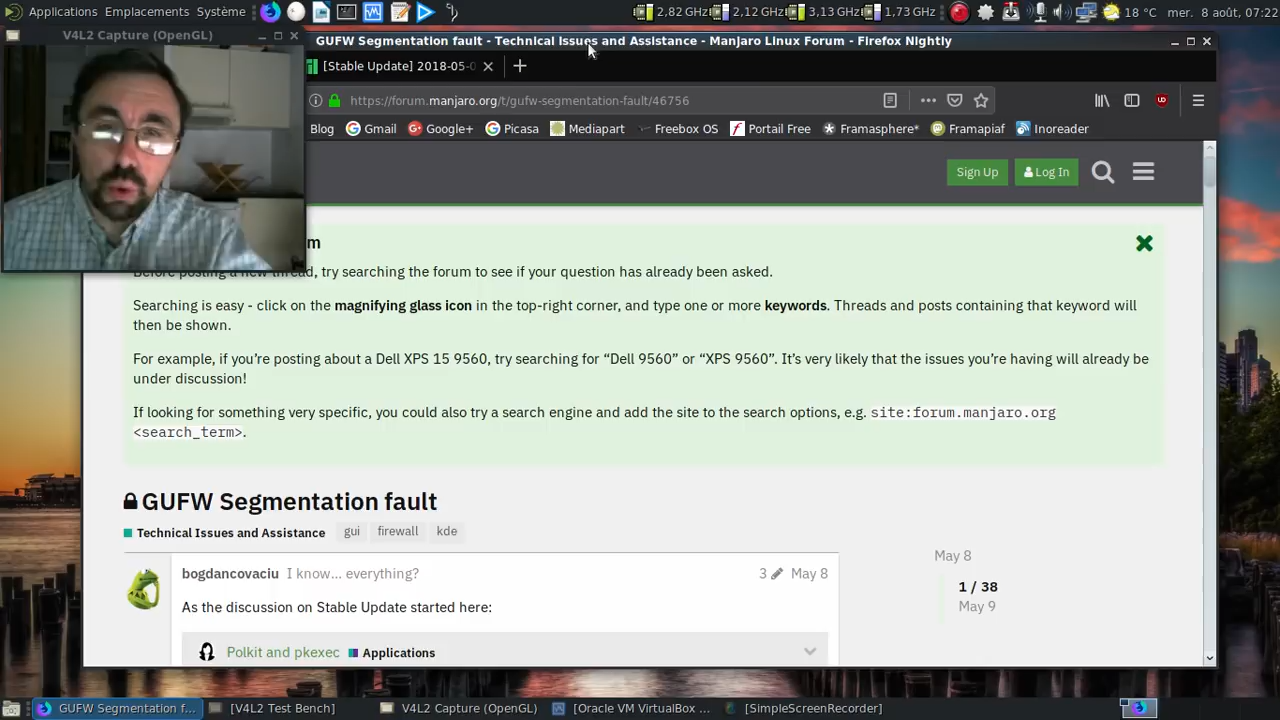 Applications Emplacements Système 2,82 GHz 2,12 GHz 3,13 GHz 1,73 GHz 18 °C mer. 8 août, 07:22
V4L2 Capture (OpenGL)
GUFW Segmentation fault - Technical Issues and Assistance - Manjaro Linux Forum - Firefox Nightly
[Stable Update] 2018-05-0
https://forum.manjaro.org/t/gufw-segmentation-fault/46756
Blog Gmail Google+ Picasa Mediapart Freebox OS Portail Free Framasphere* Framapiaf Inoreader
Sign Up Log In
m
Before posting a new thread, try searching the forum to see if your question has already been asked.
Searching is easy - click on the magnifying glass icon in the top-right corner, and type one or more keywords. Threads and posts containing that keyword will
then be shown.
For example, if you’re posting about a Dell XPS 15 9560, try searching for “Dell 9560” or “XPS 9560”. It’s very likely that the issues you’re having will already be
under discussion!
If looking for something very specific, you could also try a search engine and add the site to the search options, e.g. site:forum.manjaro.org
<search_term>.
GUFW Segmentation fault
Technical Issues and Assistance gui firewall kde
May 8
bogdancovaciu I know... everything? 3 May 8
1 / 38
May 9
As the discussion on Stable Update started here:
Polkit and pkexec Applications
GUFW Segmentation f... [V4L2 Test Bench] V4L2 Capture (OpenGL) [Oracle VM VirtualBox ... [SimpleScreenRecorder]